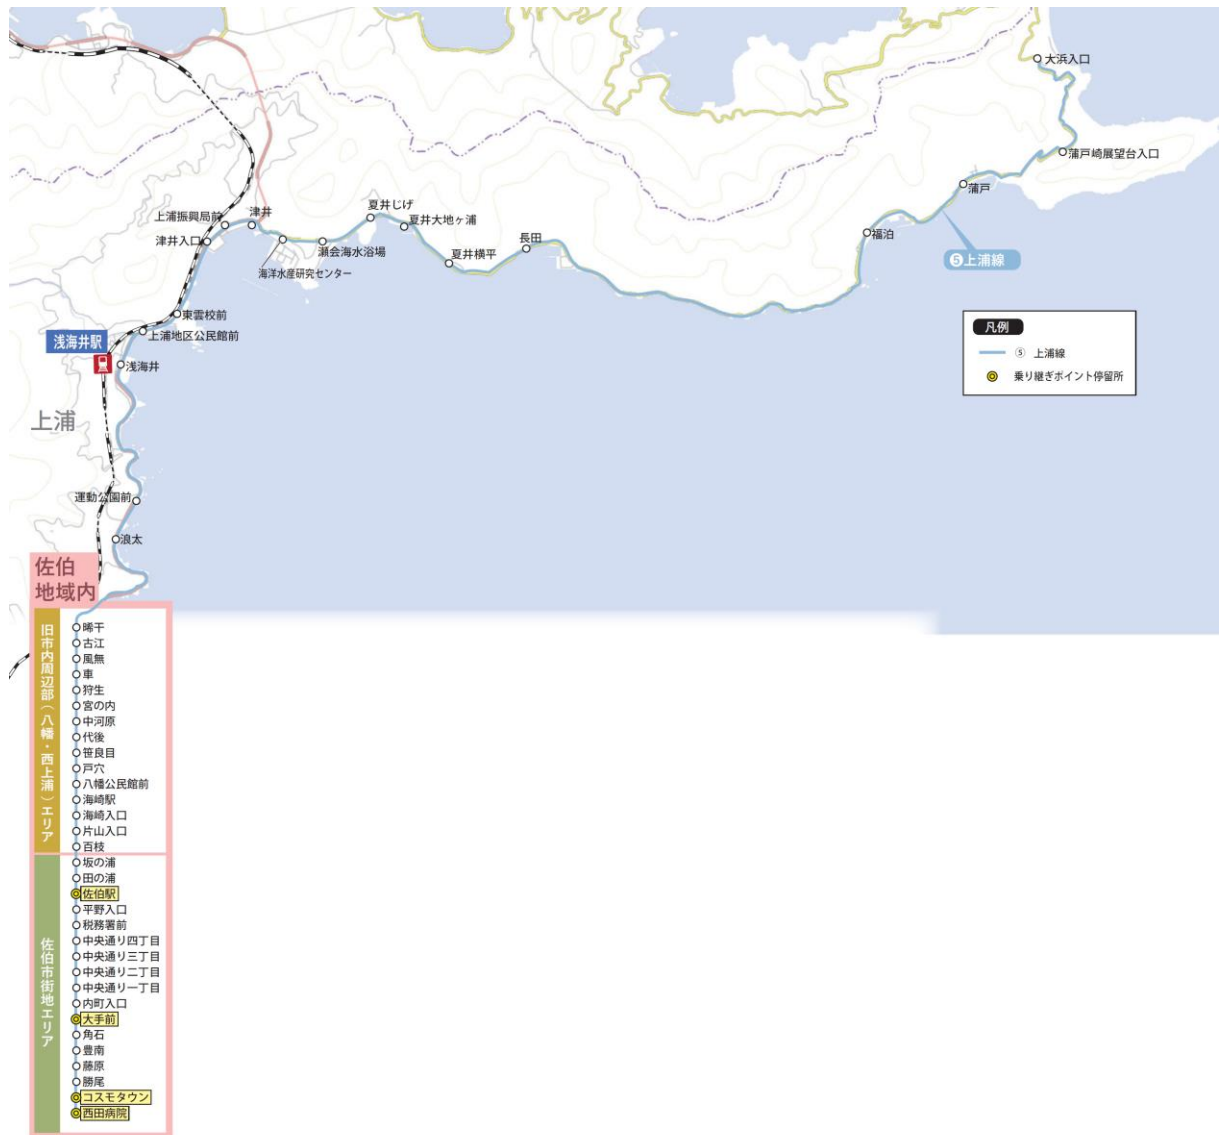 大浜入口
蒲戸崎展望台入口
蒲戸
福泊
❺上浦線
長田
夏井横平
夏井大地ヶ浦
夏井じげ
瀬会海水浴場
海洋水産研究センター
津井
上浦振興局前
津井入口
東雲校前
上浦地区公民館前
浅海井駅
浅海井
上浦
運動公園前
浪太
凡例
⑤ 上浦線
乗り継ぎポイント停留所
佐伯
地域内
旧市内周辺部(八幡・西上浦)エリア
晞干
古江
風無
車
狩生
宮の内
中河原
代後
笹良目
戸穴
八幡公民館前
海崎駅
海崎入口
片山入口
百枝
佐伯市街地エリア
坂の浦
田の浦
佐伯駅
平野入口
税務署前
中央通り四丁目
中央通り三丁目
中央通り二丁目
中央通り一丁目
内町入口
大手前
角石
豊南
藤原
勝尾
コスモタウン
西田病院